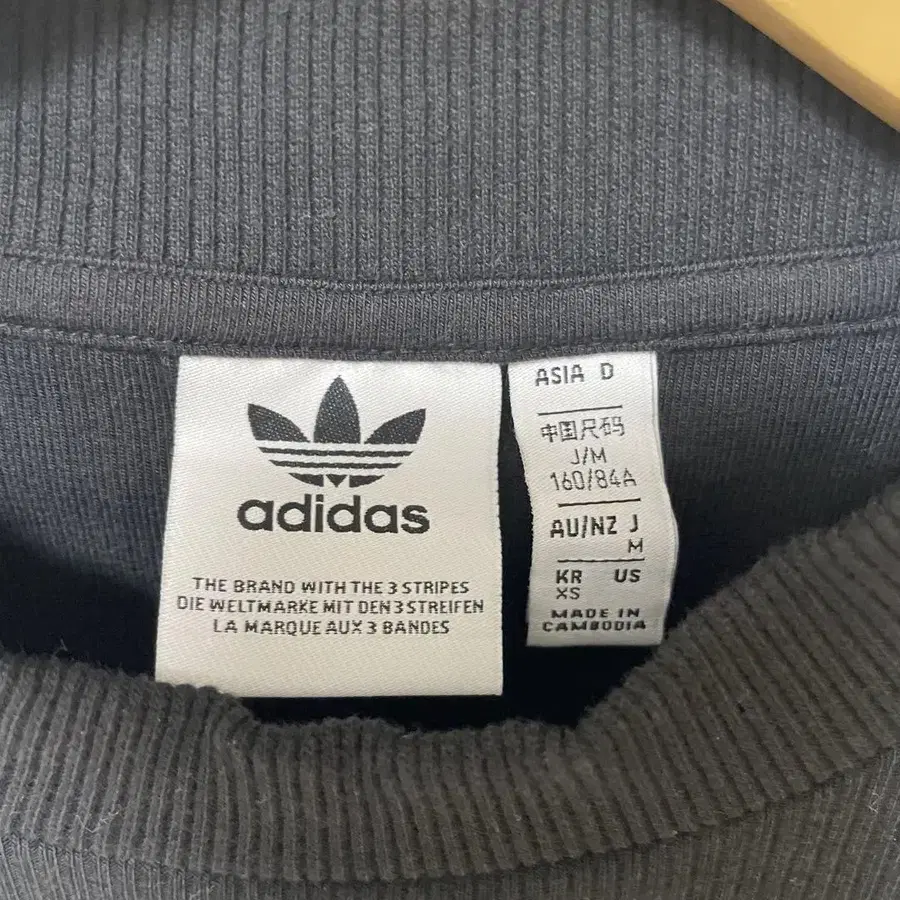 adidas
THE BRAND WITH THE 3 STRIPES
DIE WELTMARKE MIT DEN 3 STREIFEN
LA MARQUE AUX 3 BANDES
ASIA D
中国尺码
J/M
160/84A
AU/NZ J
M
KR US
XS
MADE IN
CAMBODIA